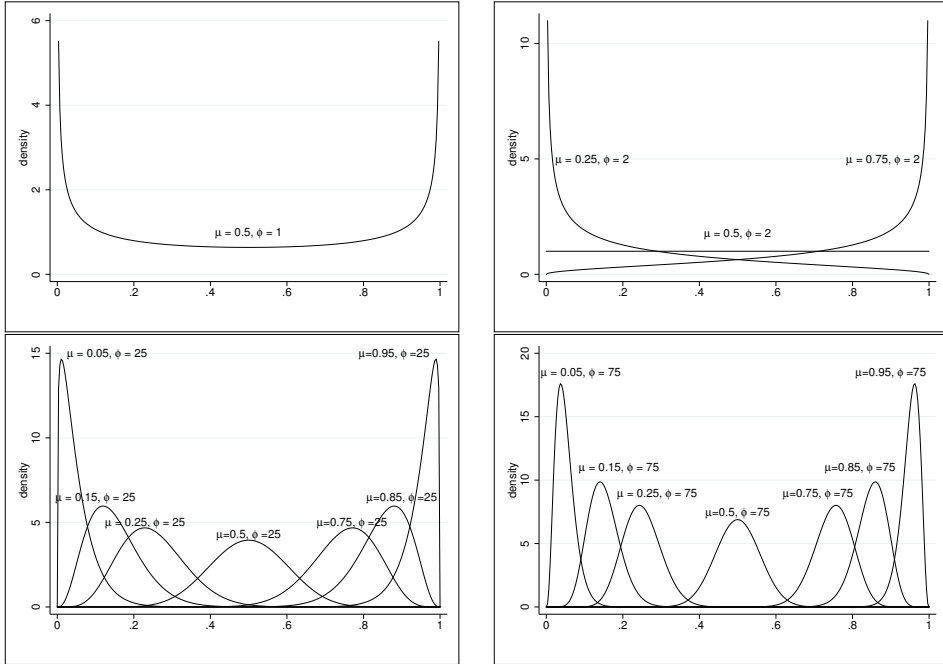 6
4
2
0
density
μ = 0.5, ϕ = 1
0 .2 .4 .6 .8 1
10
5
0
density
μ = 0.25, ϕ = 2
μ = 0.75, ϕ = 2
μ = 0.5, ϕ = 2
0 .2 .4 .6 .8 1
15
10
5
0
density
μ = 0.05, ϕ = 25
μ=0.95, ϕ =25
μ = 0.15, ϕ = 25
μ=0.85, ϕ =25
μ = 0.25, ϕ = 25
μ=0.75, ϕ =25
μ=0.5, ϕ =25
0 .2 .4 .6 .8 1
20
15
10
5
0
density
μ = 0.05, ϕ = 75
μ=0.95, ϕ =75
μ = 0.15, ϕ = 75
μ=0.85, ϕ =75
μ = 0.25, ϕ = 75
μ=0.75, ϕ =75
μ=0.5, ϕ =75
0 .2 .4 .6 .8 1